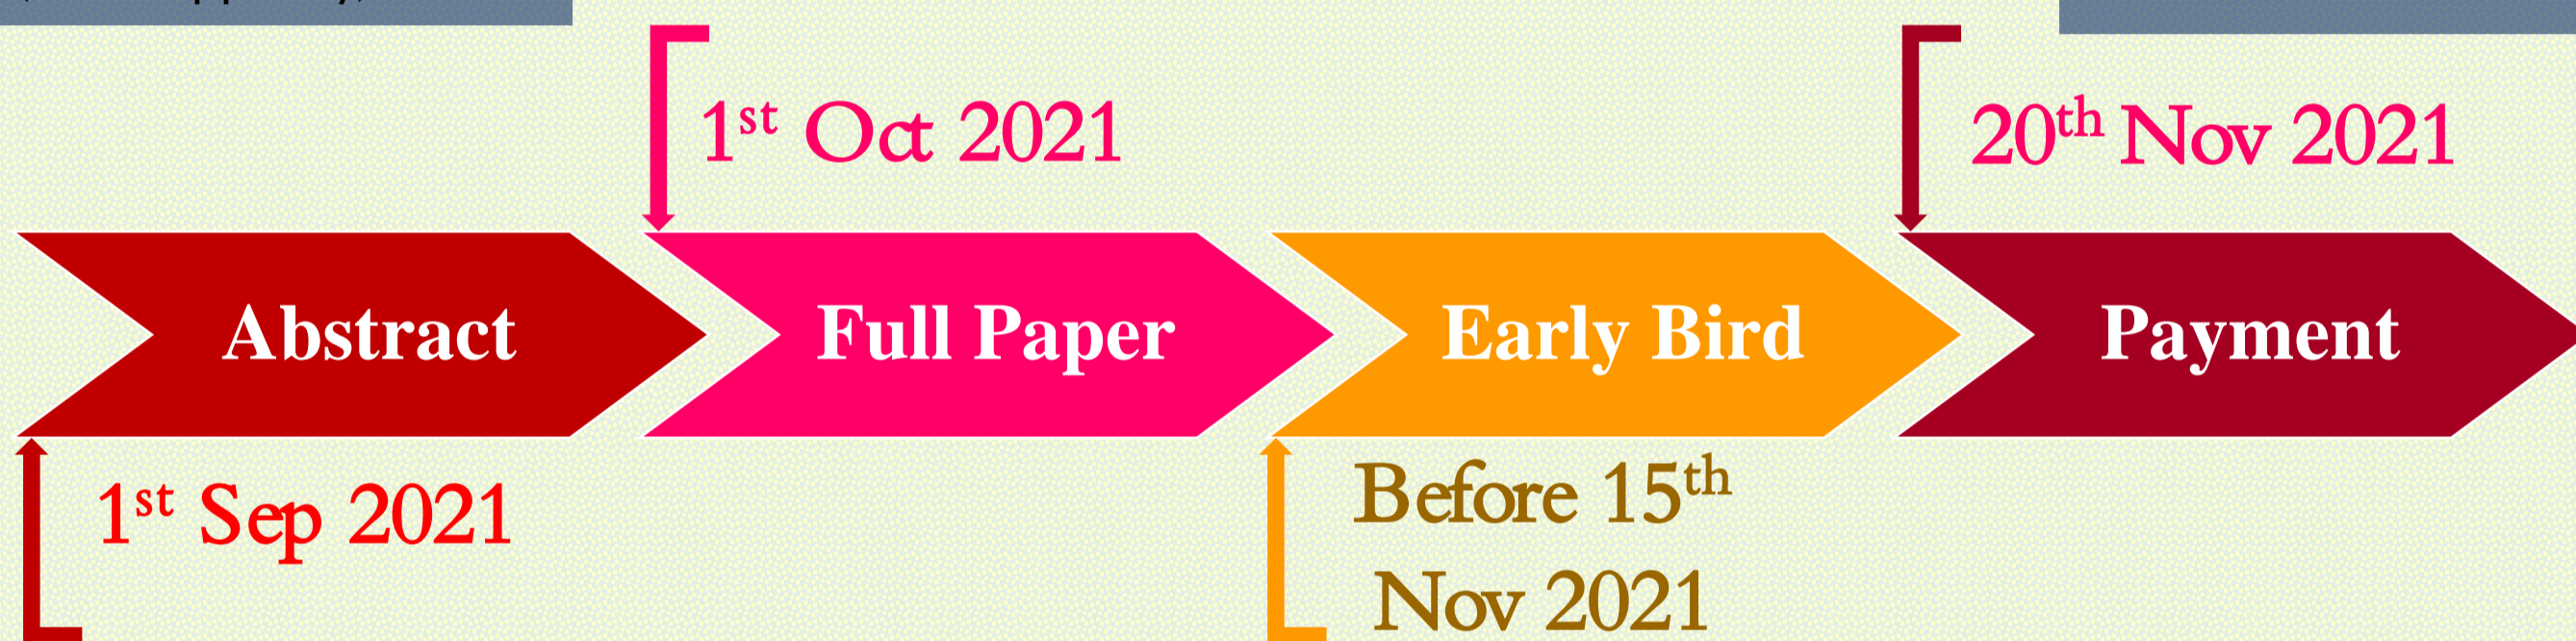 1st Oct 2021
20th Nov 2021
Abstract
Full Paper
Early Bird
Payment
1st Sep 2021
Before 15th
Nov 2021